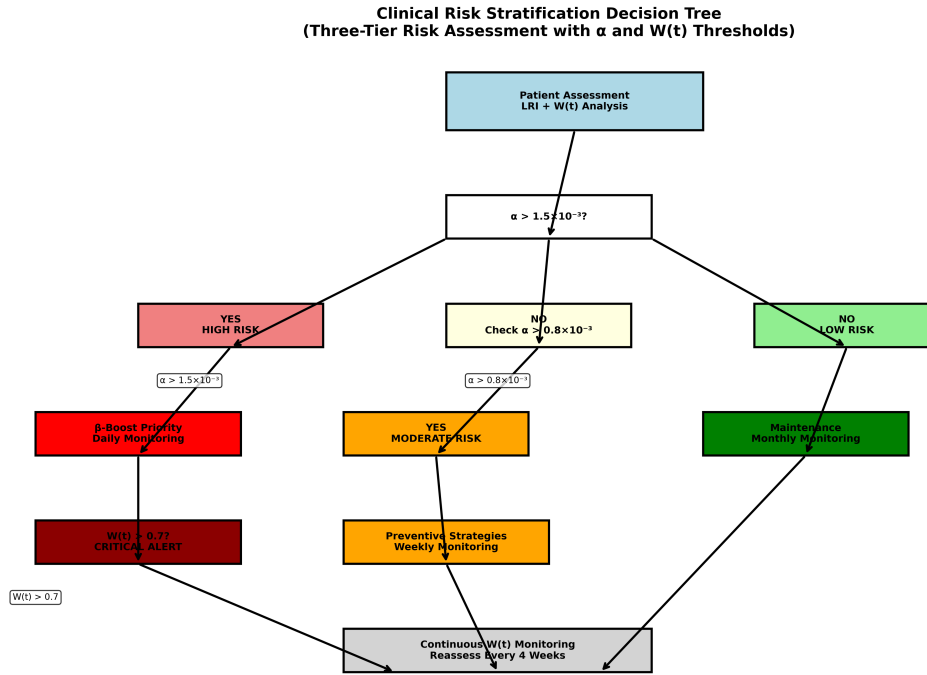 Clinical Risk Stratification Decision Tree
(Three-Tier Risk Assessment with α and W(t) Thresholds)
Patient Assessment
LRI + W(t) Analysis
α > 1.5×10⁻³?
YES
HIGH RISK
NO
Check α > 0.8×10⁻³
NO
LOW RISK
α > 1.5×10⁻³
α > 0.8×10⁻³
β-Boost Priority
Daily Monitoring
YES
MODERATE RISK
Maintenance
Monthly Monitoring
W(t) > 0.7?
CRITICAL ALERT
Preventive Strategies
Weekly Monitoring
W(t) > 0.7
Continuous W(t) Monitoring
Reassess Every 4 Weeks